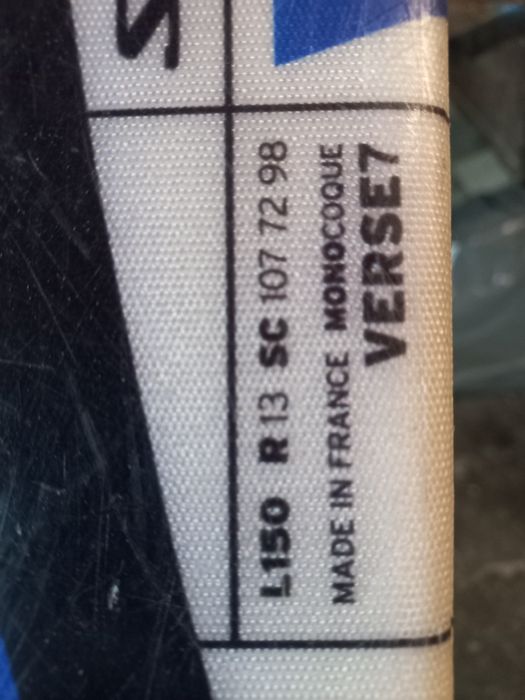 S
L150 R 13 SC 107 72 98
MADE IN FRANCE MONOCOQUE
VERSE7